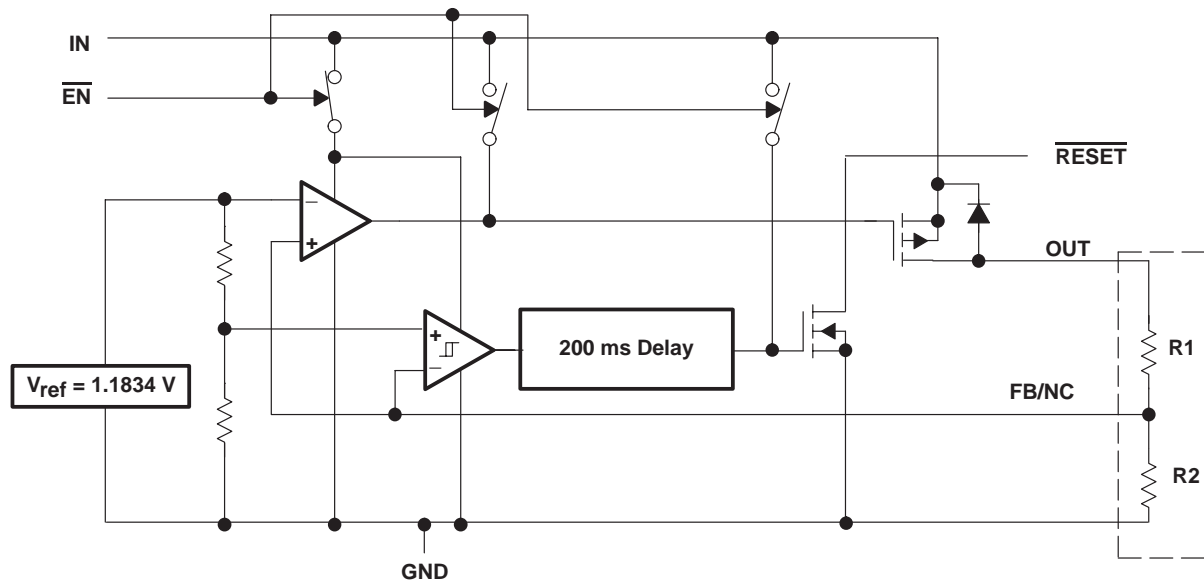 IN
EN
RESET
OUT
−
+
+
−
200 ms Delay
R1
Vref = 1.1834 V
FB/NC
R2
GND